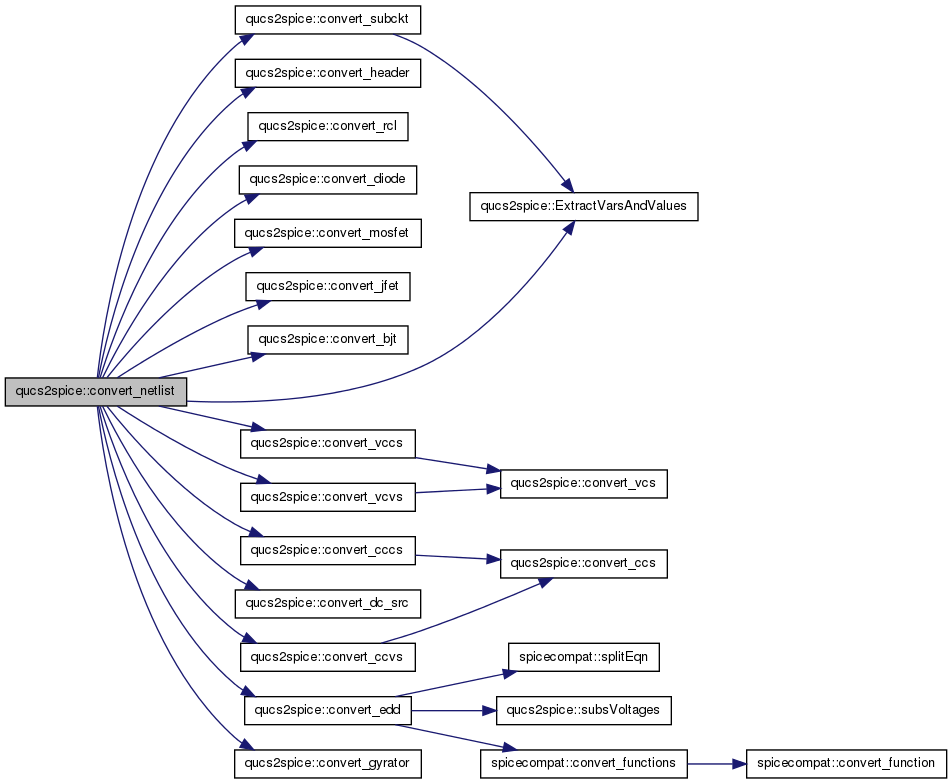 qucs2spice::convert_subckt
qucs2spice::convert_header
qucs2spice::convert_rcl
qucs2spice::convert_diode
qucs2spice::ExtractVarsAndValues
qucs2spice::convert_mosfet
qucs2spice::convert_jfet
qucs2spice::convert_bjt
qucs2spice::convert_netlist
qucs2spice::convert_vccs
qucs2spice::convert_vcs
qucs2spice::convert_vcvs
qucs2spice::convert_cccs
qucs2spice::convert_ccs
qucs2spice::convert_dc_src
qucs2spice::convert_ccvs
spicecompat::splitEqn
qucs2spice::convert_edd
qucs2spice::subsVoltages
qucs2spice::convert_gyrator
spicecompat::convert_functions
spicecompat::convert_function